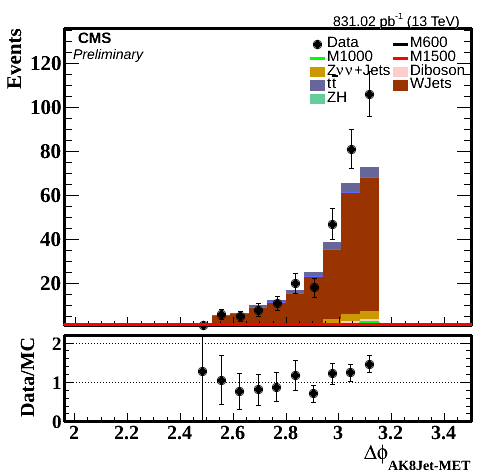 831.02 pb⁻¹ (13 TeV)
CMS
Preliminary
Data
M600
M1000
M1500
Zνν+Jets
Diboson
tt̄
WJets
ZH
Events
120
100
80
60
40
20
Data/MC
2
1
0
2 2.2 2.4 2.6 2.8 3 3.2 3.4
Δϕ AK8Jet-MET